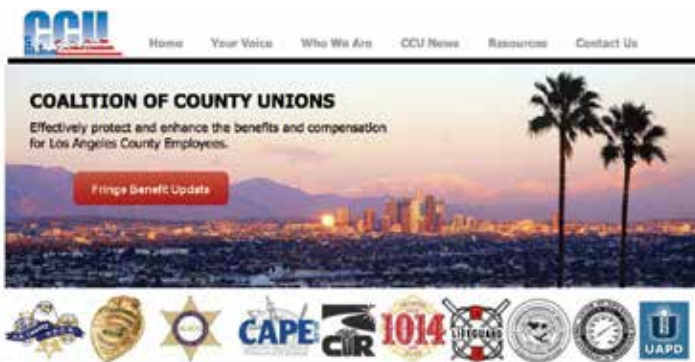 CCU
Home Your Voice Who We Are CCU News Resources Contact Us
COALITION OF COUNTY UNIONS
Effectively protect and enhance the benefits and compensation
for Los Angeles County Employees.
Fringe Benefit Update
CAPE CIR 1014 LIFEGUARD UAPD